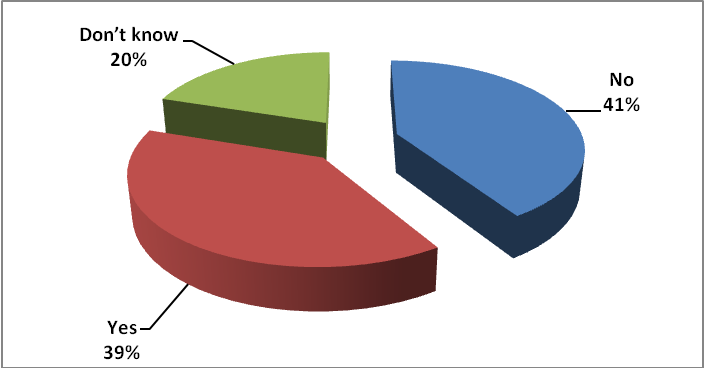 Don't know
20%
No
41%
Yes
39%